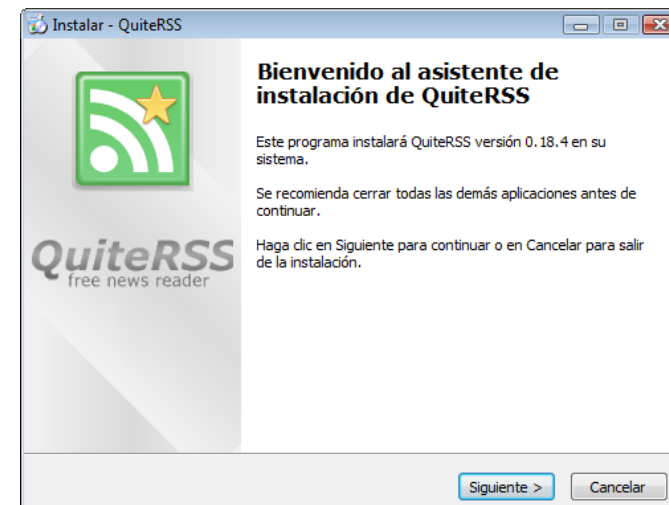 Instalar - QuiteRSS
Bienvenido al asistente de
instalación de QuiteRSS
Este programa instalará QuiteRSS versión 0.18.4 en su
sistema.
Se recomienda cerrar todas las demás aplicaciones antes de
continuar.
Haga clic en Siguiente para continuar o en Cancelar para salir
de la instalación.
QuiteRSS
free news reader
Siguiente >
Cancelar